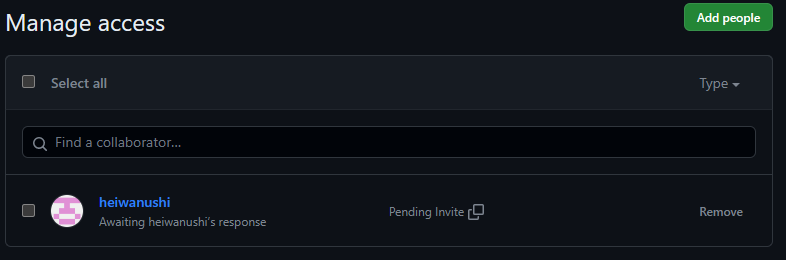 Manage access
Add people
Select all
Type
Find a collaborator...
heiwanushi
Awaiting heiwanushi's response
Pending Invite
Remove